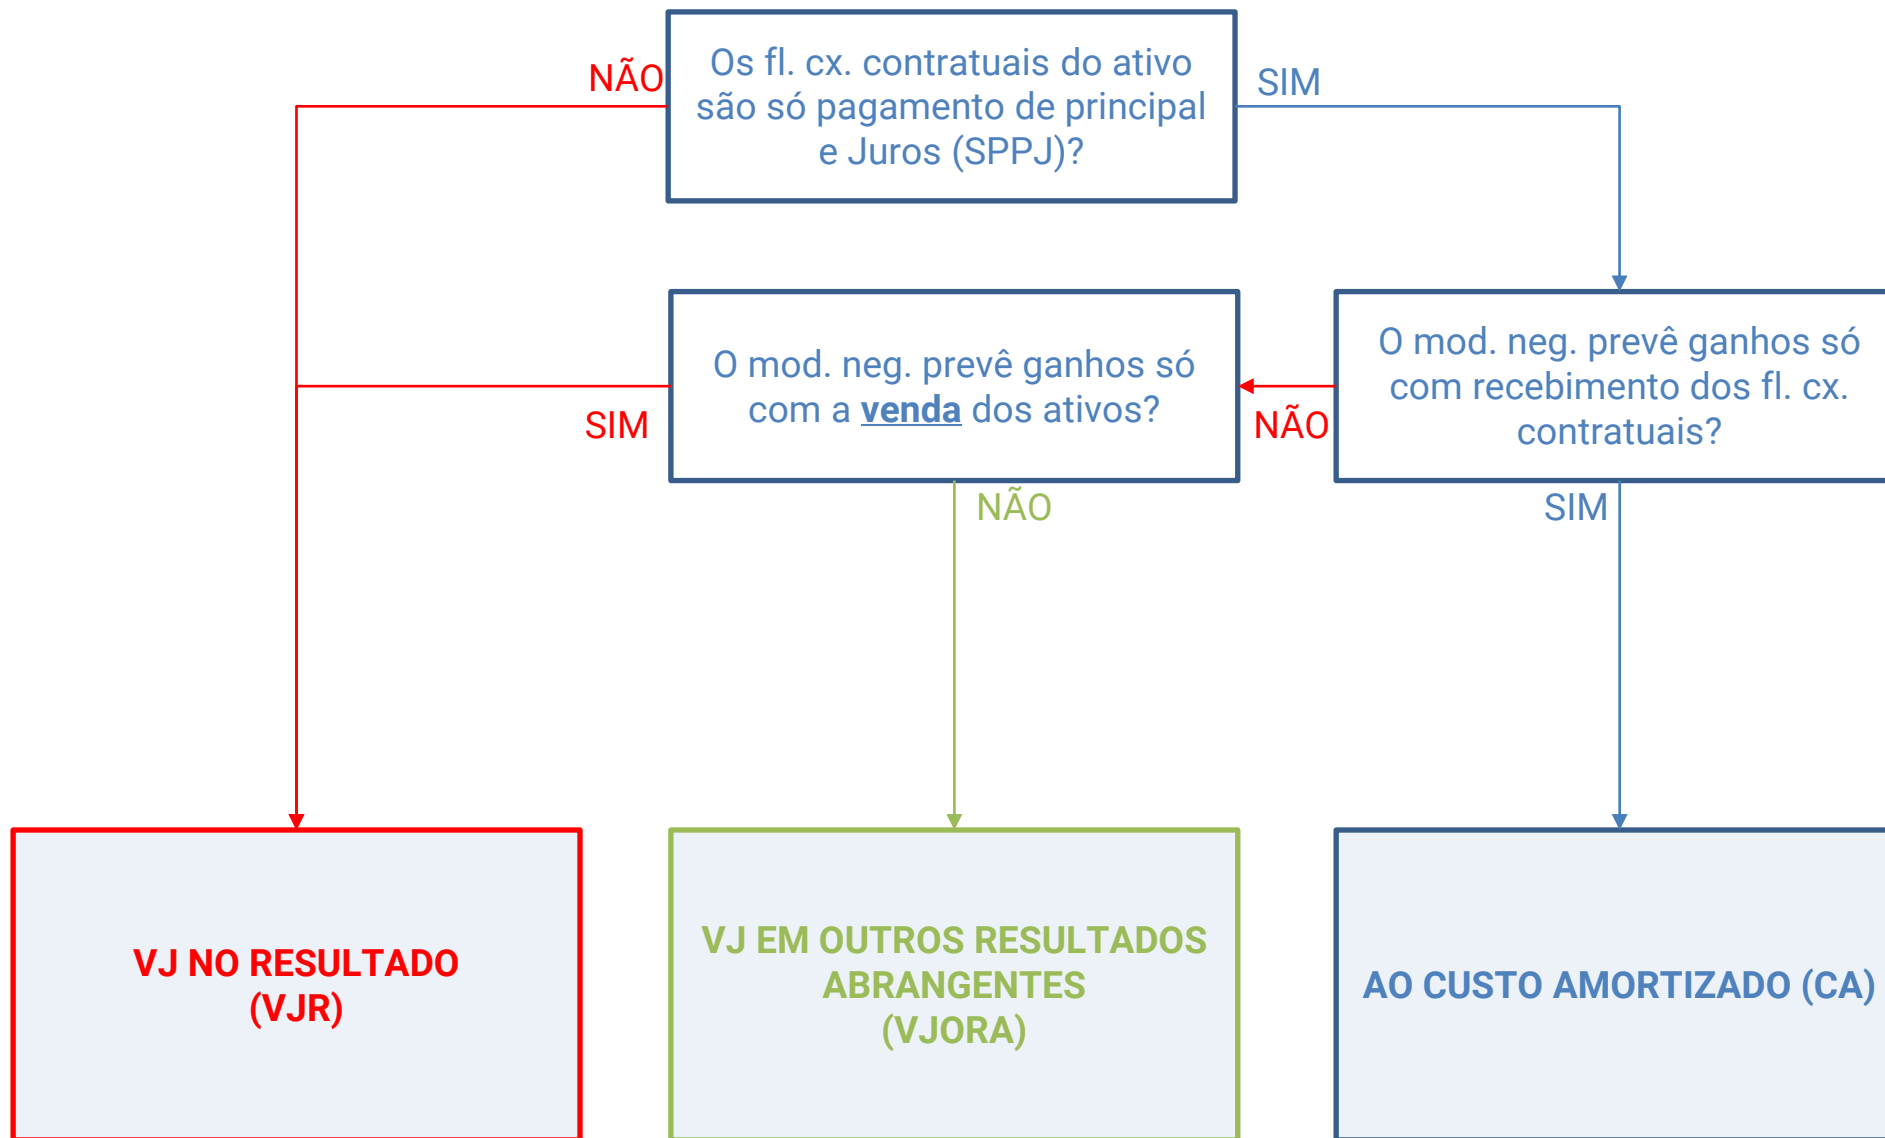 Os fl. cx. contratuais do ativo
são só pagamento de principal
e Juros (SPPJ)?
NÃO
SIM
O mod. neg. prevê ganhos só
com a venda dos ativos?
O mod. neg. prevê ganhos só
com recebimento dos fl. cx.
contratuais?
SIM
NÃO
NÃO
SIM
VJ NO RESULTADO
(VJR)
VJ EM OUTROS RESULTADOS
ABRANGENTES
(VJORA)
AO CUSTO AMORTIZADO (CA)